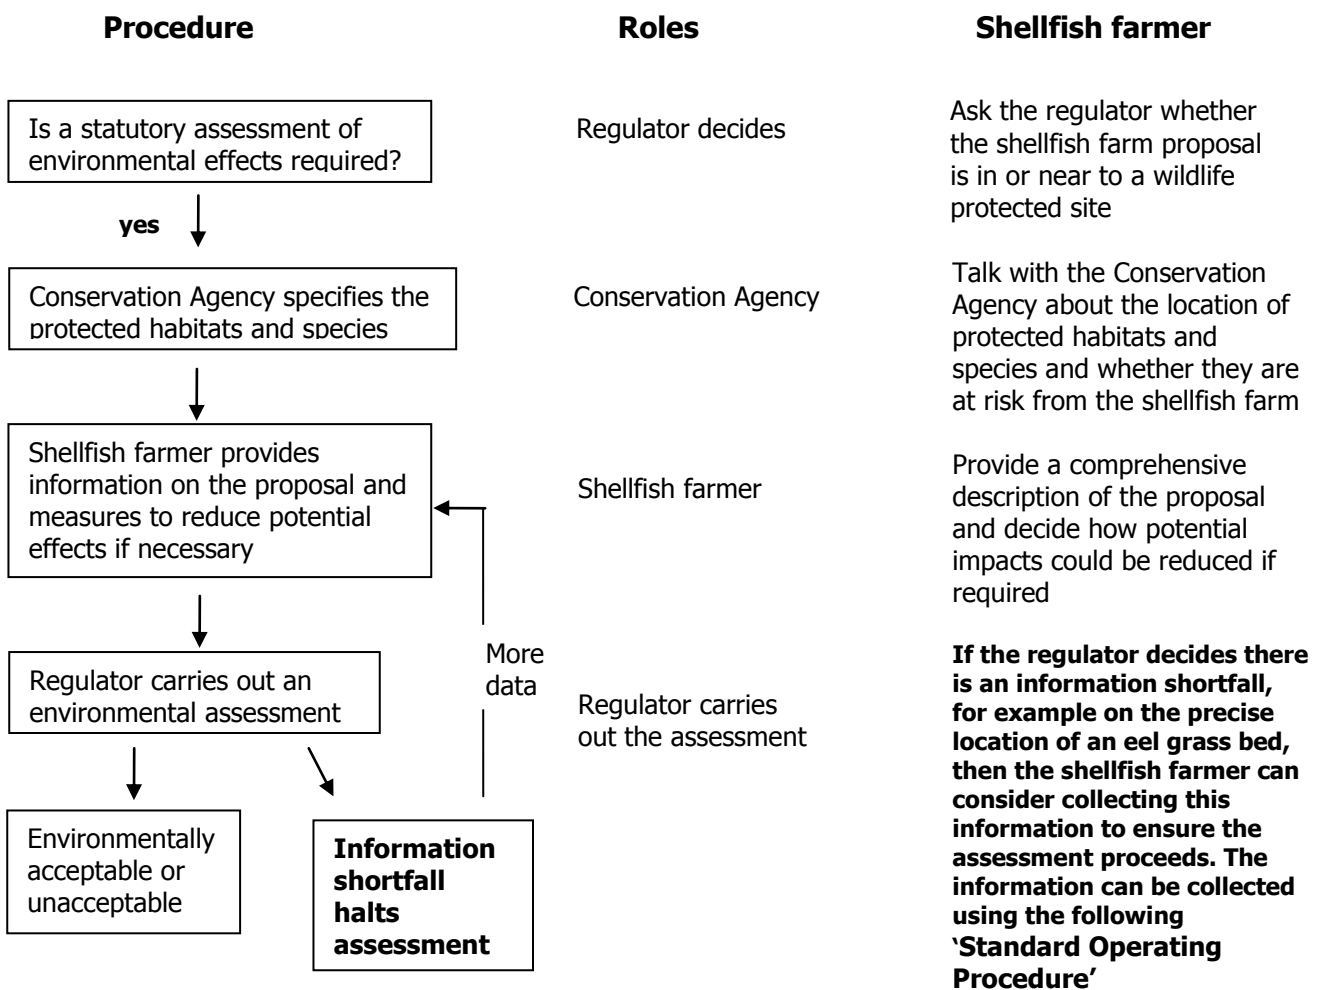 Procedure
Roles
Shellfish farmer
Is a statutory assessment of
environmental effects required?
Regulator decides
Ask the regulator whether
the shellfish farm proposal
is in or near to a wildlife
protected site
yes
Conservation Agency specifies the
protected habitats and species
Conservation Agency
Talk with the Conservation
Agency about the location of
protected habitats and
species and whether they are
at risk from the shellfish farm
Shellfish farmer provides
information on the proposal and
measures to reduce potential
effects if necessary
Shellfish farmer
Provide a comprehensive
description of the proposal
and decide how potential
impacts could be reduced if
required
More
data
Regulator carries out an
environmental assessment
Regulator carries
out the assessment
If the regulator decides there
is an information shortfall,
for example on the precise
location of an eel grass bed,
then the shellfish farmer can
consider collecting this
information to ensure the
assessment proceeds. The
information can be collected
using the following
‘Standard Operating
Procedure’
Environmentally
acceptable or
unacceptable
Information
shortfall
halts
assessment